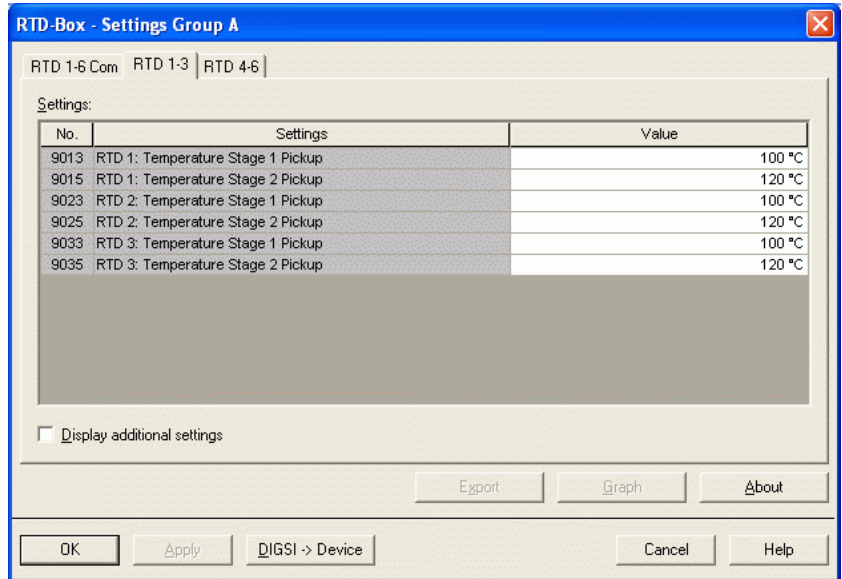 RTD-Box - Settings Group A
RTD 1-6 Com RTD 1-3 RTD 4-6
Settings:
No. Settings Value
9013 RTD 1: Temperature Stage 1 Pickup 100 °C
9015 RTD 1: Temperature Stage 2 Pickup 120 °C
9023 RTD 2: Temperature Stage 1 Pickup 100 °C
9025 RTD 2: Temperature Stage 2 Pickup 120 °C
9033 RTD 3: Temperature Stage 1 Pickup 100 °C
9035 RTD 3: Temperature Stage 2 Pickup 120 °C
Display additional settings
Export Graph About
OK Apply DIGSI -> Device Cancel Help